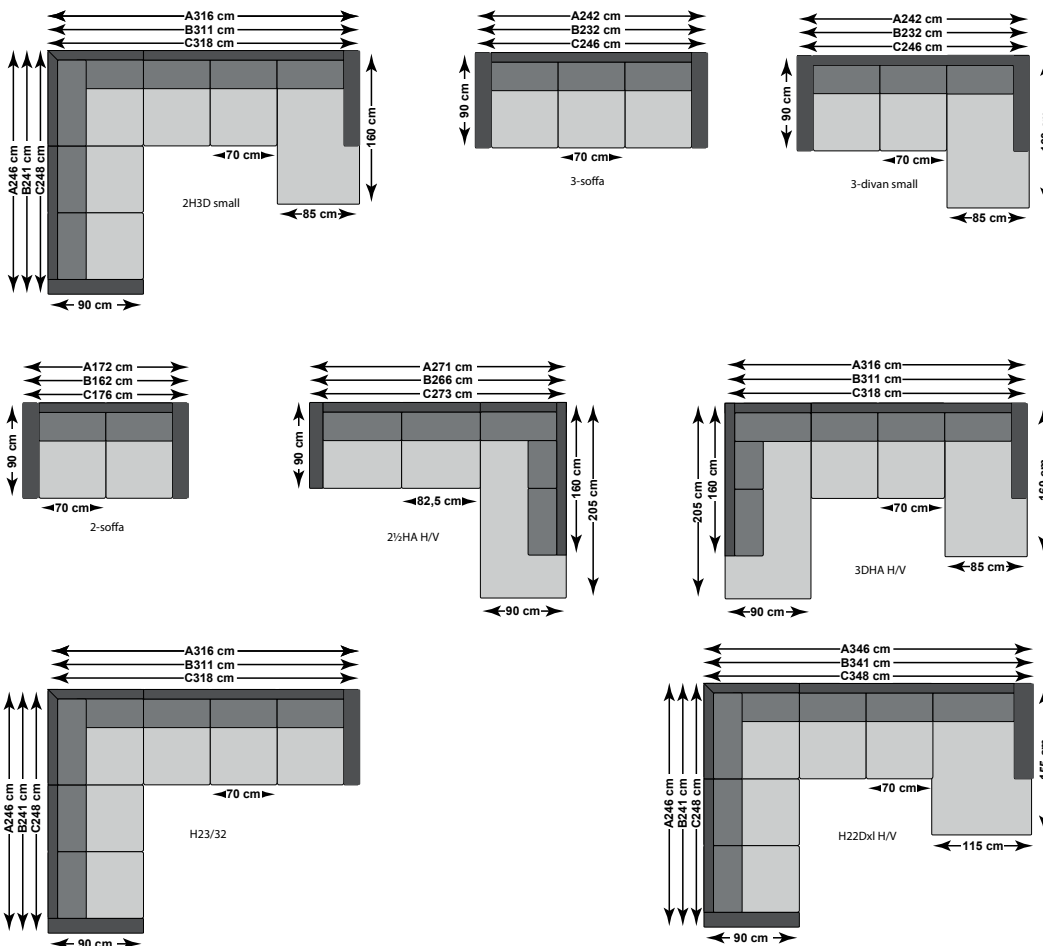 A316 cm
B311 cm
C318 cm
A246 cm
B241 cm
C248 cm
160 cm
70 cm
2H3D small
85 cm
90 cm
A242 cm
B232 cm
C246 cm
90 cm
70 cm
3-soffa
A242 cm
B232 cm
C246 cm
90 cm
70 cm
3-divan small
85 cm
A172 cm
B162 cm
C176 cm
90 cm
70 cm
2-soffa
A271 cm
B266 cm
C273 cm
90 cm
82,5 cm
160 cm
205 cm
2½HA H/V
90 cm
A316 cm
B311 cm
C318 cm
205 cm
160 cm
70 cm
160 cm
3DHA H/V
85 cm
90 cm
A316 cm
B311 cm
C318 cm
A246 cm
B241 cm
C248 cm
70 cm
H23/32
90 cm
A346 cm
B341 cm
C348 cm
A246 cm
B241 cm
C248 cm
70 cm
155 cm
H22Dxl H/V
115 cm
90 cm